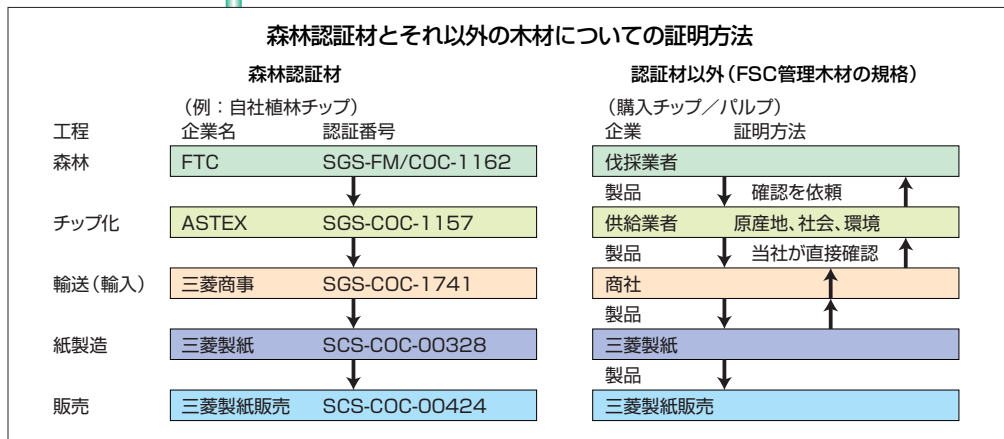 森林認証材とそれ以外の木材についての証明方法
森林認証材
認証材以外（FSC管理木材の規格）
（例：自社植林チップ）
（購入チップ／パルプ）
工程 企業名 認証番号 企業 証明方法
森林 FTC SGS-FM/COC-1162 伐採業者
製品 確認を依頼
チップ化 ASTEX SGS-COC-1157 供給業者 原産地、社会、環境
製品 当社が直接確認
輸送（輸入） 三菱商事 SGS-COC-1741 商社
製品
紙製造 三菱製紙 SCS-COC-00328 三菱製紙
製品
販売 三菱製紙販売 SCS-COC-00424 三菱製紙販売